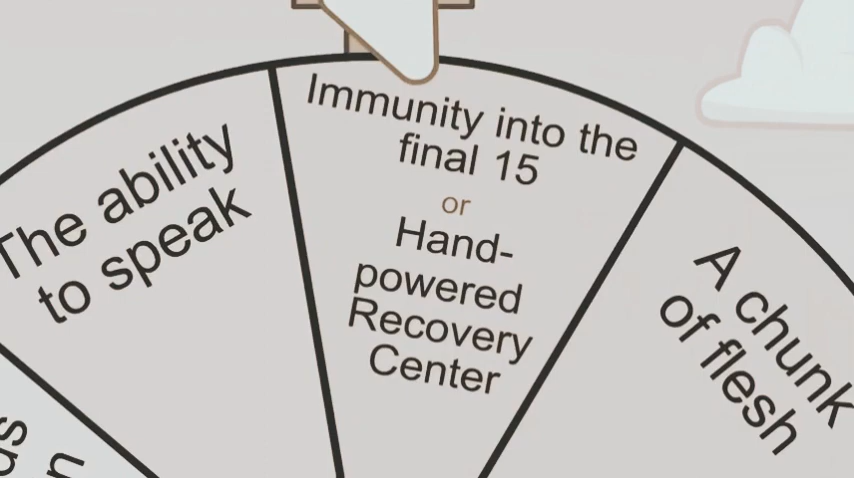 The ability
to speak
Immunity into the
final 15
or
Hand-
powered
Recovery
Center
A chunk
of flesh